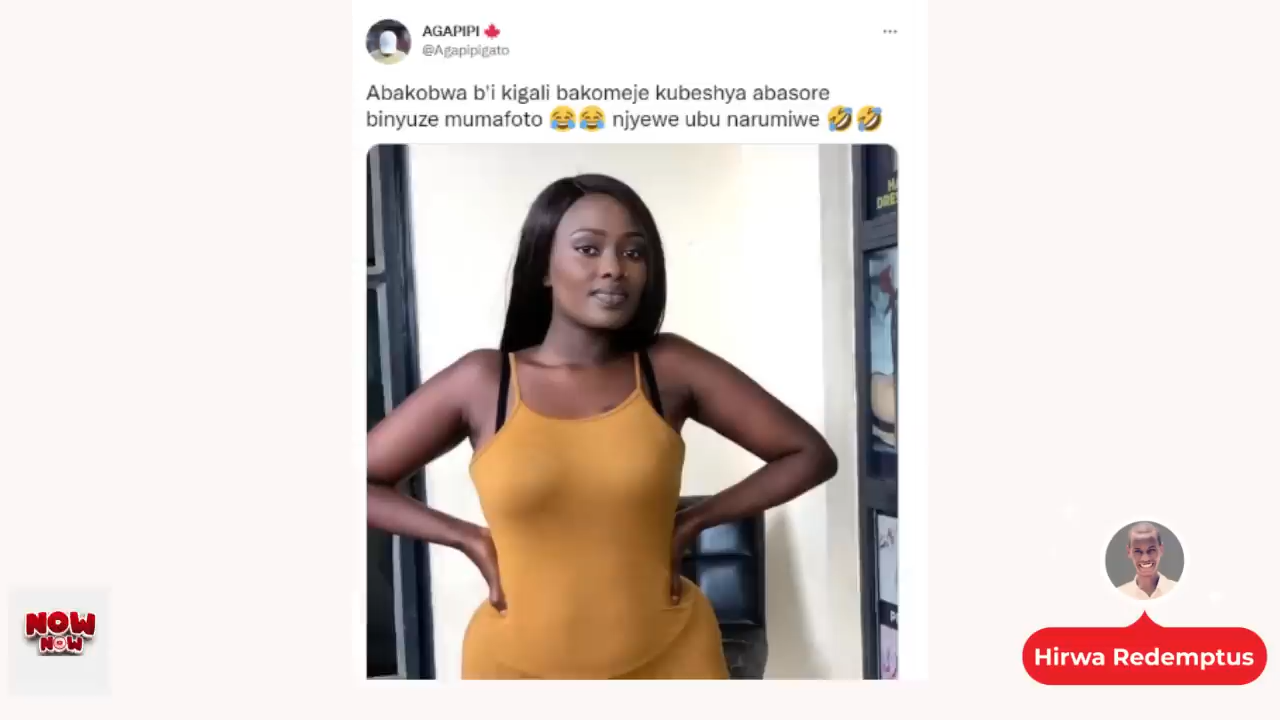 AGAPIPI
@Agapipigato
Abakobwa b'i kigali bakomeje kubeshya abasore
binyuze mumafoto 😂😂 njyewe ubu narumiwe 🤣🤣
NOW
NOW
Hirwa Redemptus